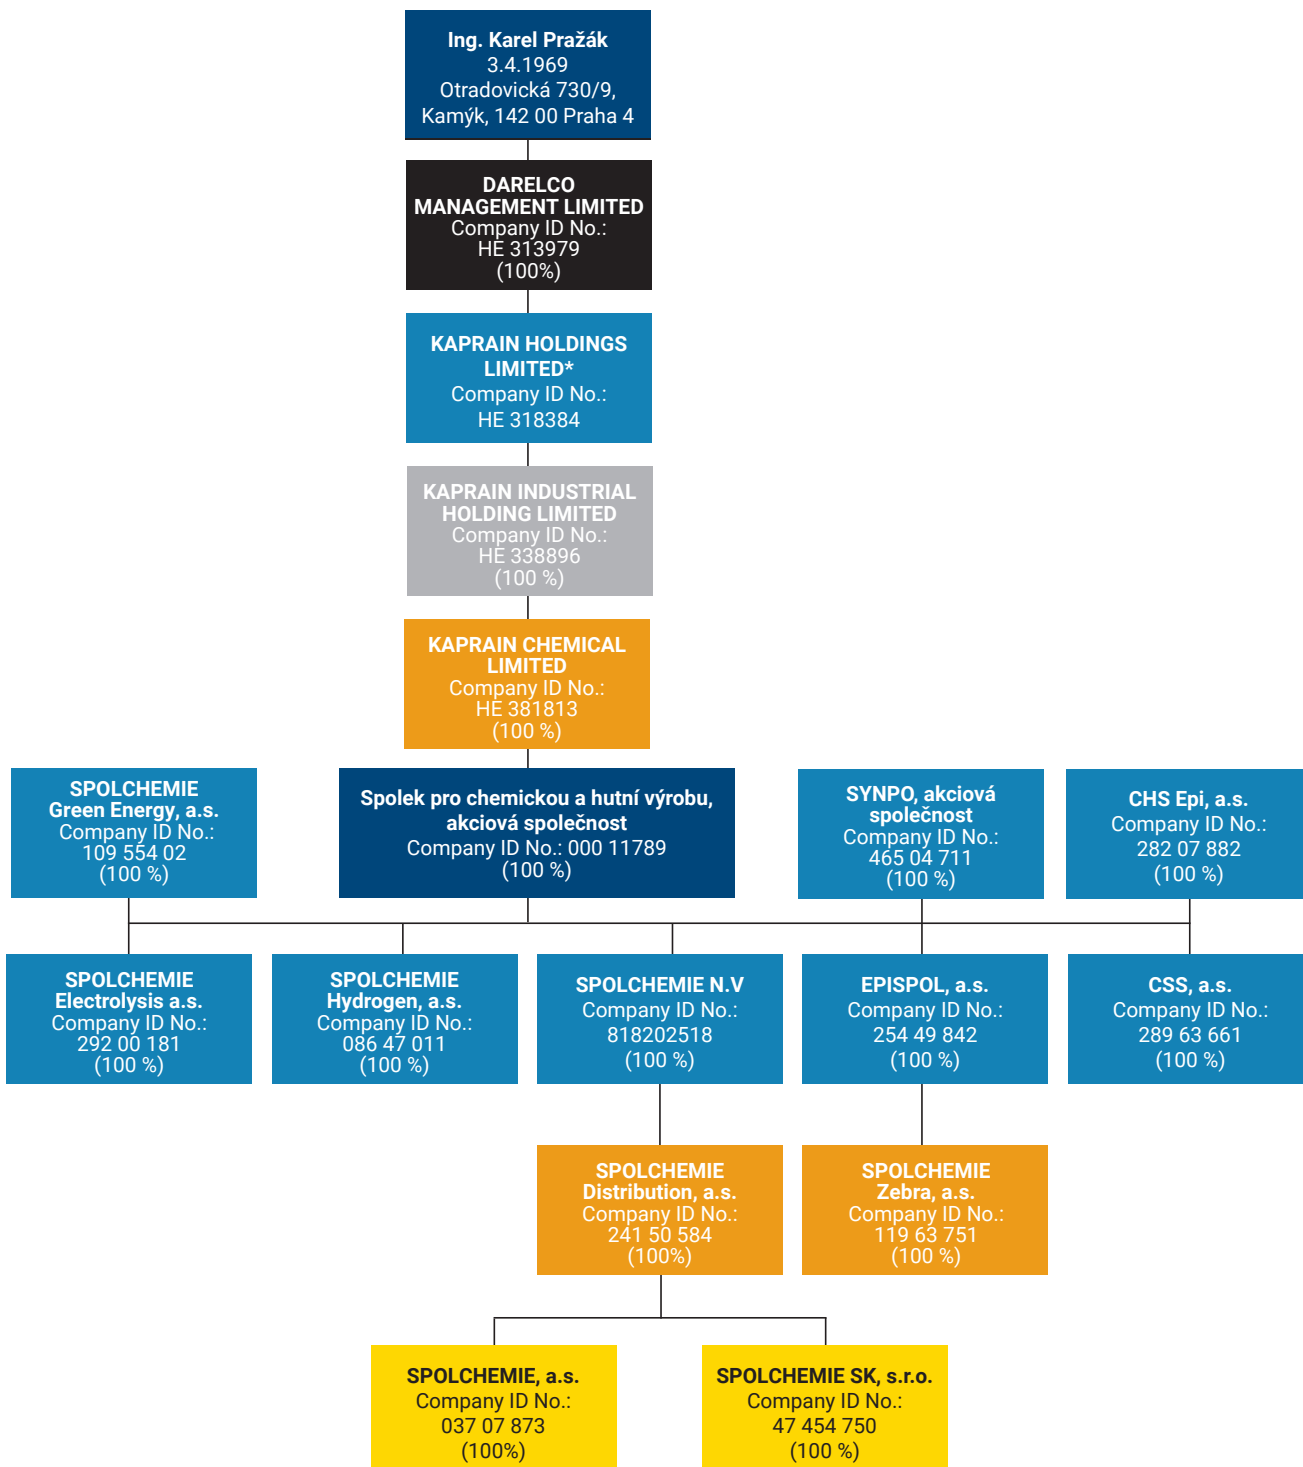 Ing. Karel Pražák
3.4.1969
Otradovická 730/9,
Kamýk, 142 00 Praha 4
DARELCO
MANAGEMENT LIMITED
Company ID No.:
HE 313979
(100%)
KAPRAIN HOLDINGS
LIMITED*
Company ID No.:
HE 318384
KAPRAIN INDUSTRIAL
HOLDING LIMITED
Company ID No.:
HE 338896
(100 %)
KAPRAIN CHEMICAL
LIMITED
Company ID No.:
HE 381813
(100 %)
SPOLCHEMIE
Green Energy, a.s.
Company ID No.:
109 554 02
(100 %)
Spolek pro chemickou a hutní výrobu,
akciová společnost
Company ID No.: 000 11789
(100 %)
SYNPO, akciová
společnost
Company ID No.:
465 04 711
(100 %)
CHS Epi, a.s.
Company ID No.:
282 07 882
(100 %)
SPOLCHEMIE
Electrolysis a.s.
Company ID No.:
292 00 181
(100 %)
SPOLCHEMIE
Hydrogen, a.s.
Company ID No.:
086 47 011
(100 %)
SPOLCHEMIE N.V
Company ID No.:
818202518
(100 %)
EPISPOL, a.s.
Company ID No.:
254 49 842
(100 %)
CSS, a.s.
Company ID No.:
289 63 661
(100 %)
SPOLCHEMIE
Distribution, a.s.
Company ID No.:
241 50 584
(100%)
SPOLCHEMIE
Zebra, a.s.
Company ID No.:
119 63 751
(100 %)
SPOLCHEMIE, a.s.
Company ID No.:
037 07 873
(100%)
SPOLCHEMIE SK, s.r.o.
Company ID No.:
47 454 750
(100 %)